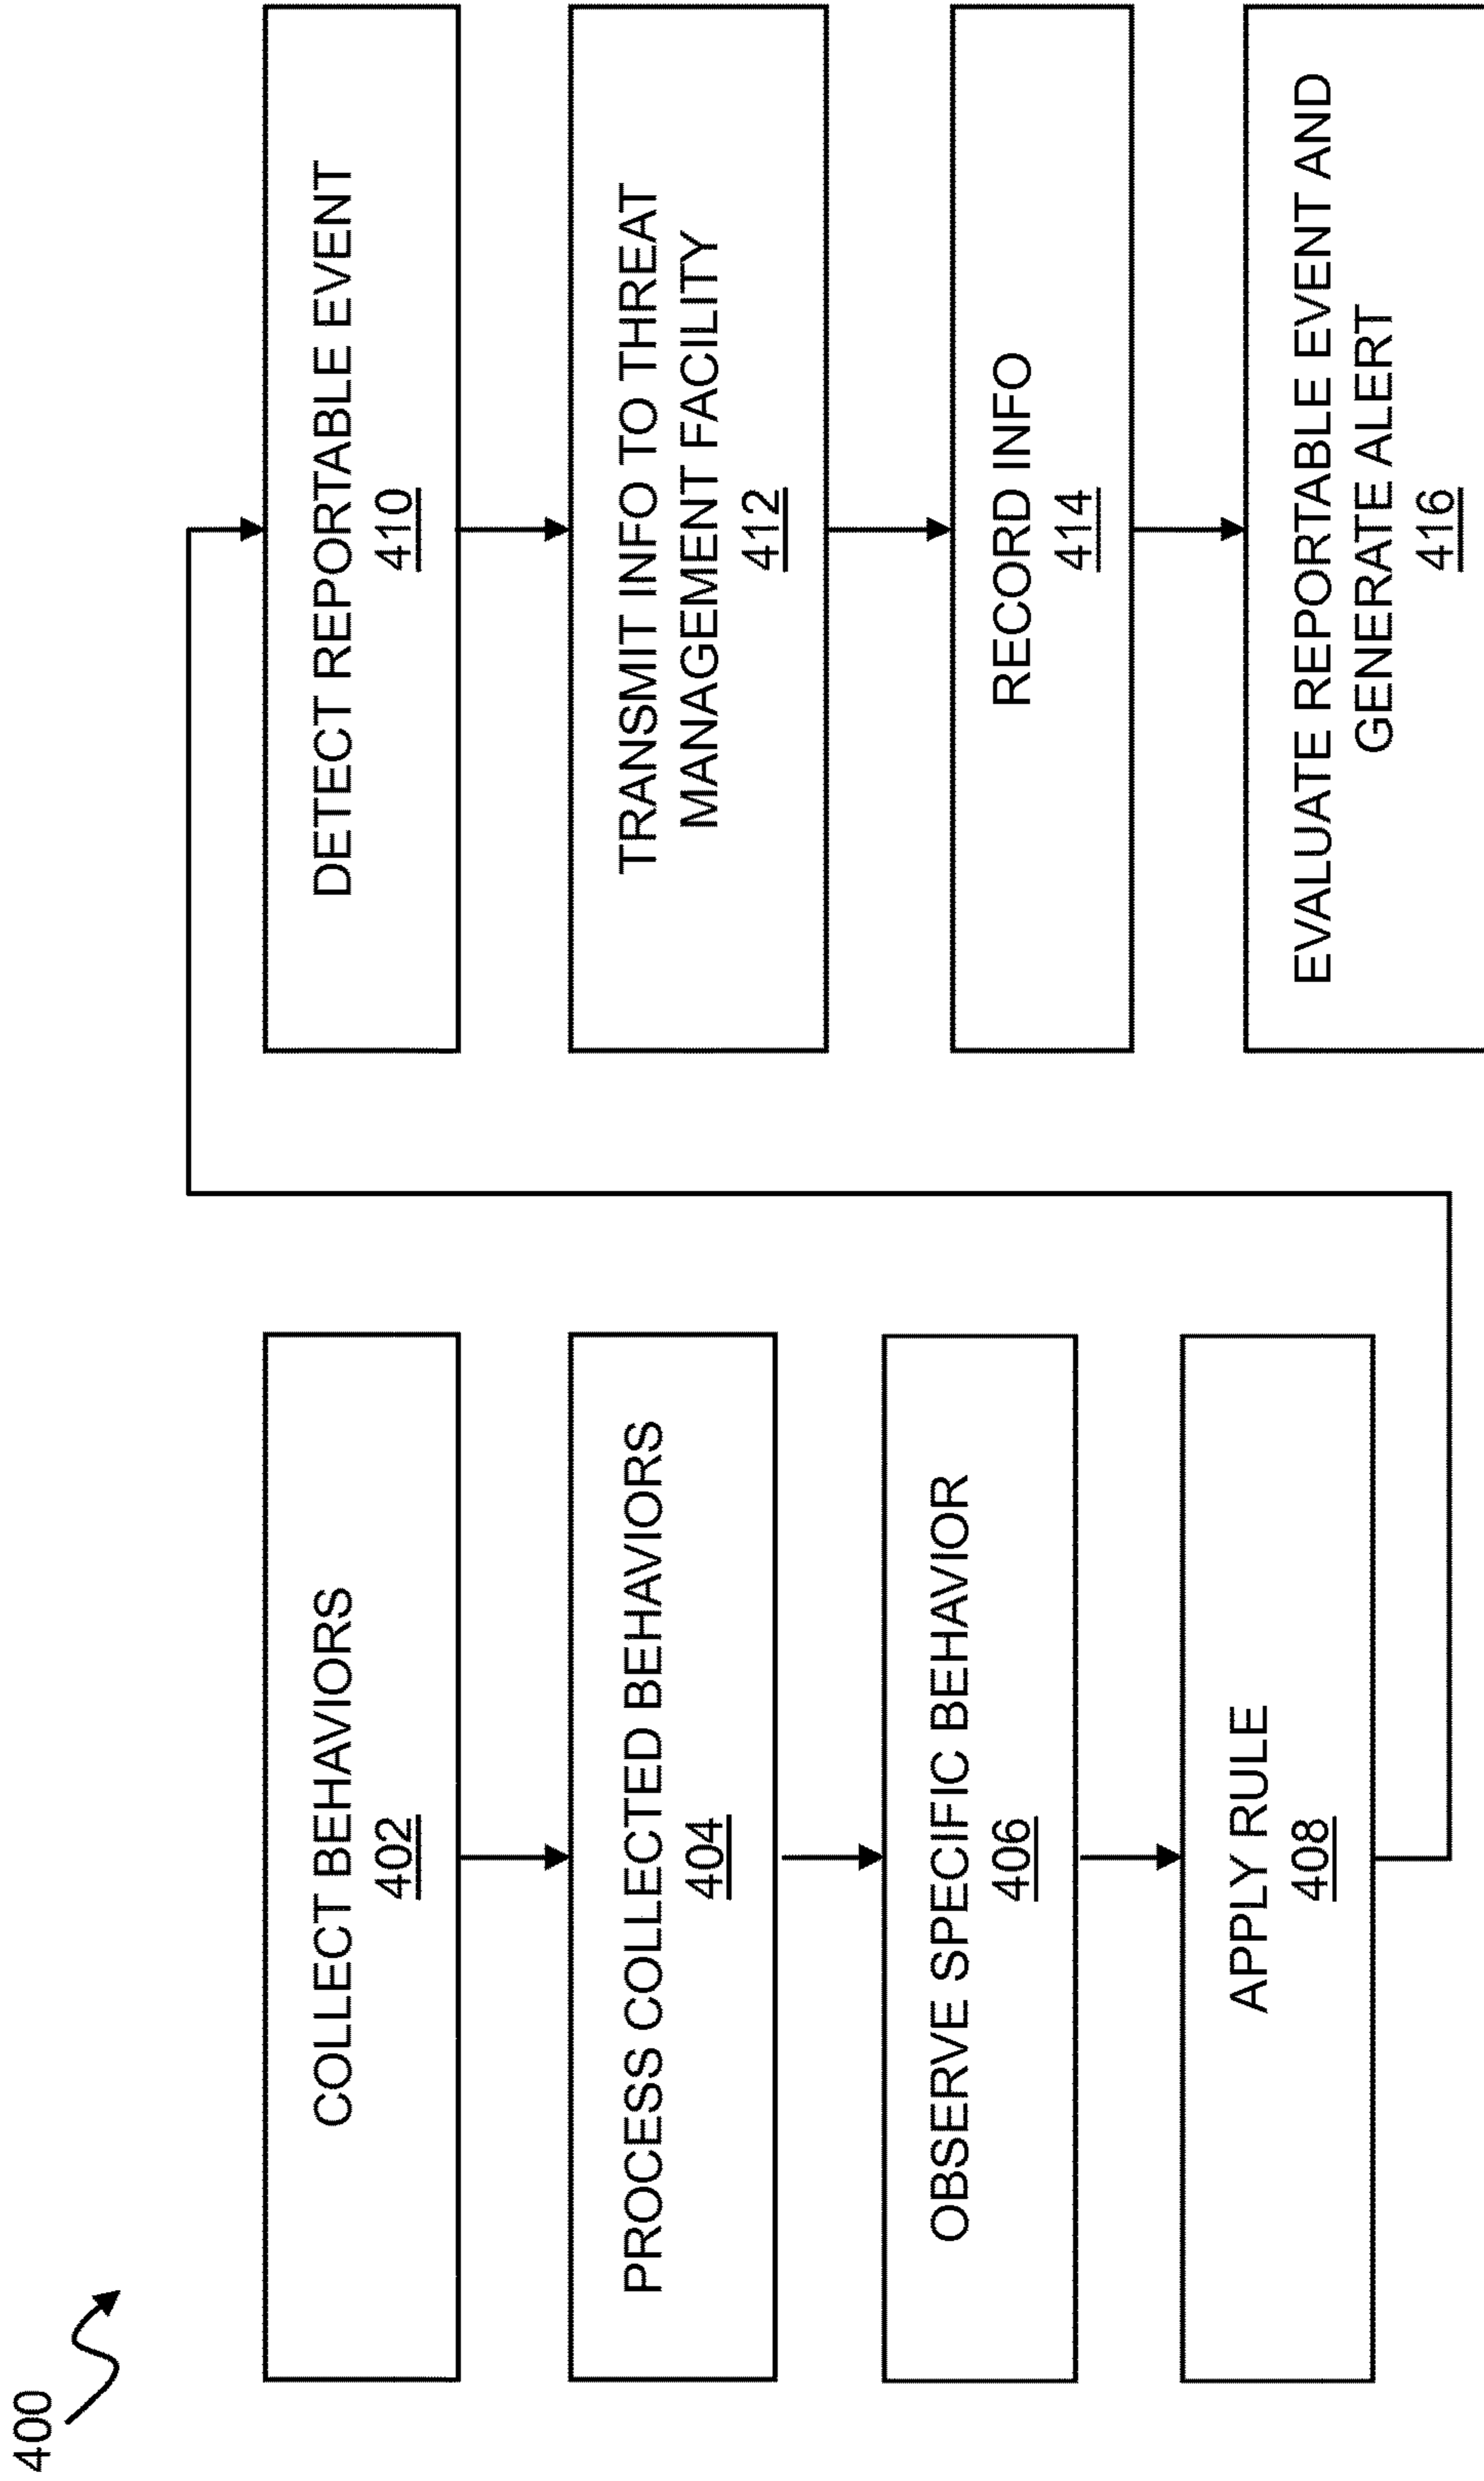 400
COLLECT BEHAVIORS
402
PROCESS COLLECTED BEHAVIORS
404
OBSERVE SPECIFIC BEHAVIOR
406
APPLY RULE
408
DETECT REPORTABLE EVENT
410
TRANSMIT INFO TO THREAT
MANAGEMENT FACILITY
412
RECORD INFO
414
EVALUATE REPORTABLE EVENT AND
GENERATE ALERT
416